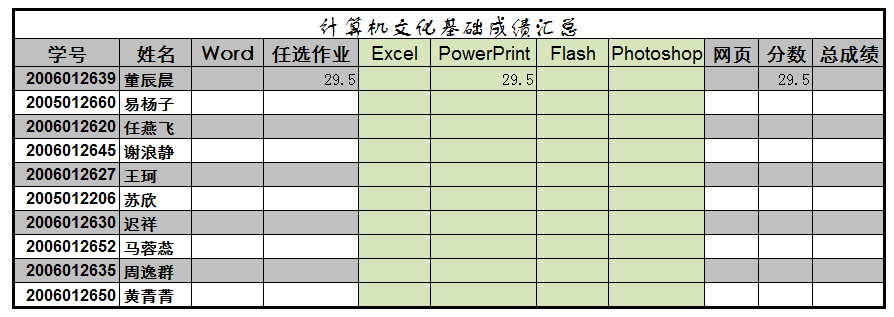 计算机文化基础成绩汇总
学号 姓名 Word 任选作业 Excel PowerPrint Flash Photoshop 网页 分数 总成绩
2006012639 董辰晨 29.5 29.5 29.5
2005012660 易杨子
2006012620 任燕飞
2006012645 谢浪静
2006012627 王珂
2005012206 苏欣
2006012630 迟祥
2006012652 马蓉蕊
2006012635 周逸群
2006012650 黄菁菁